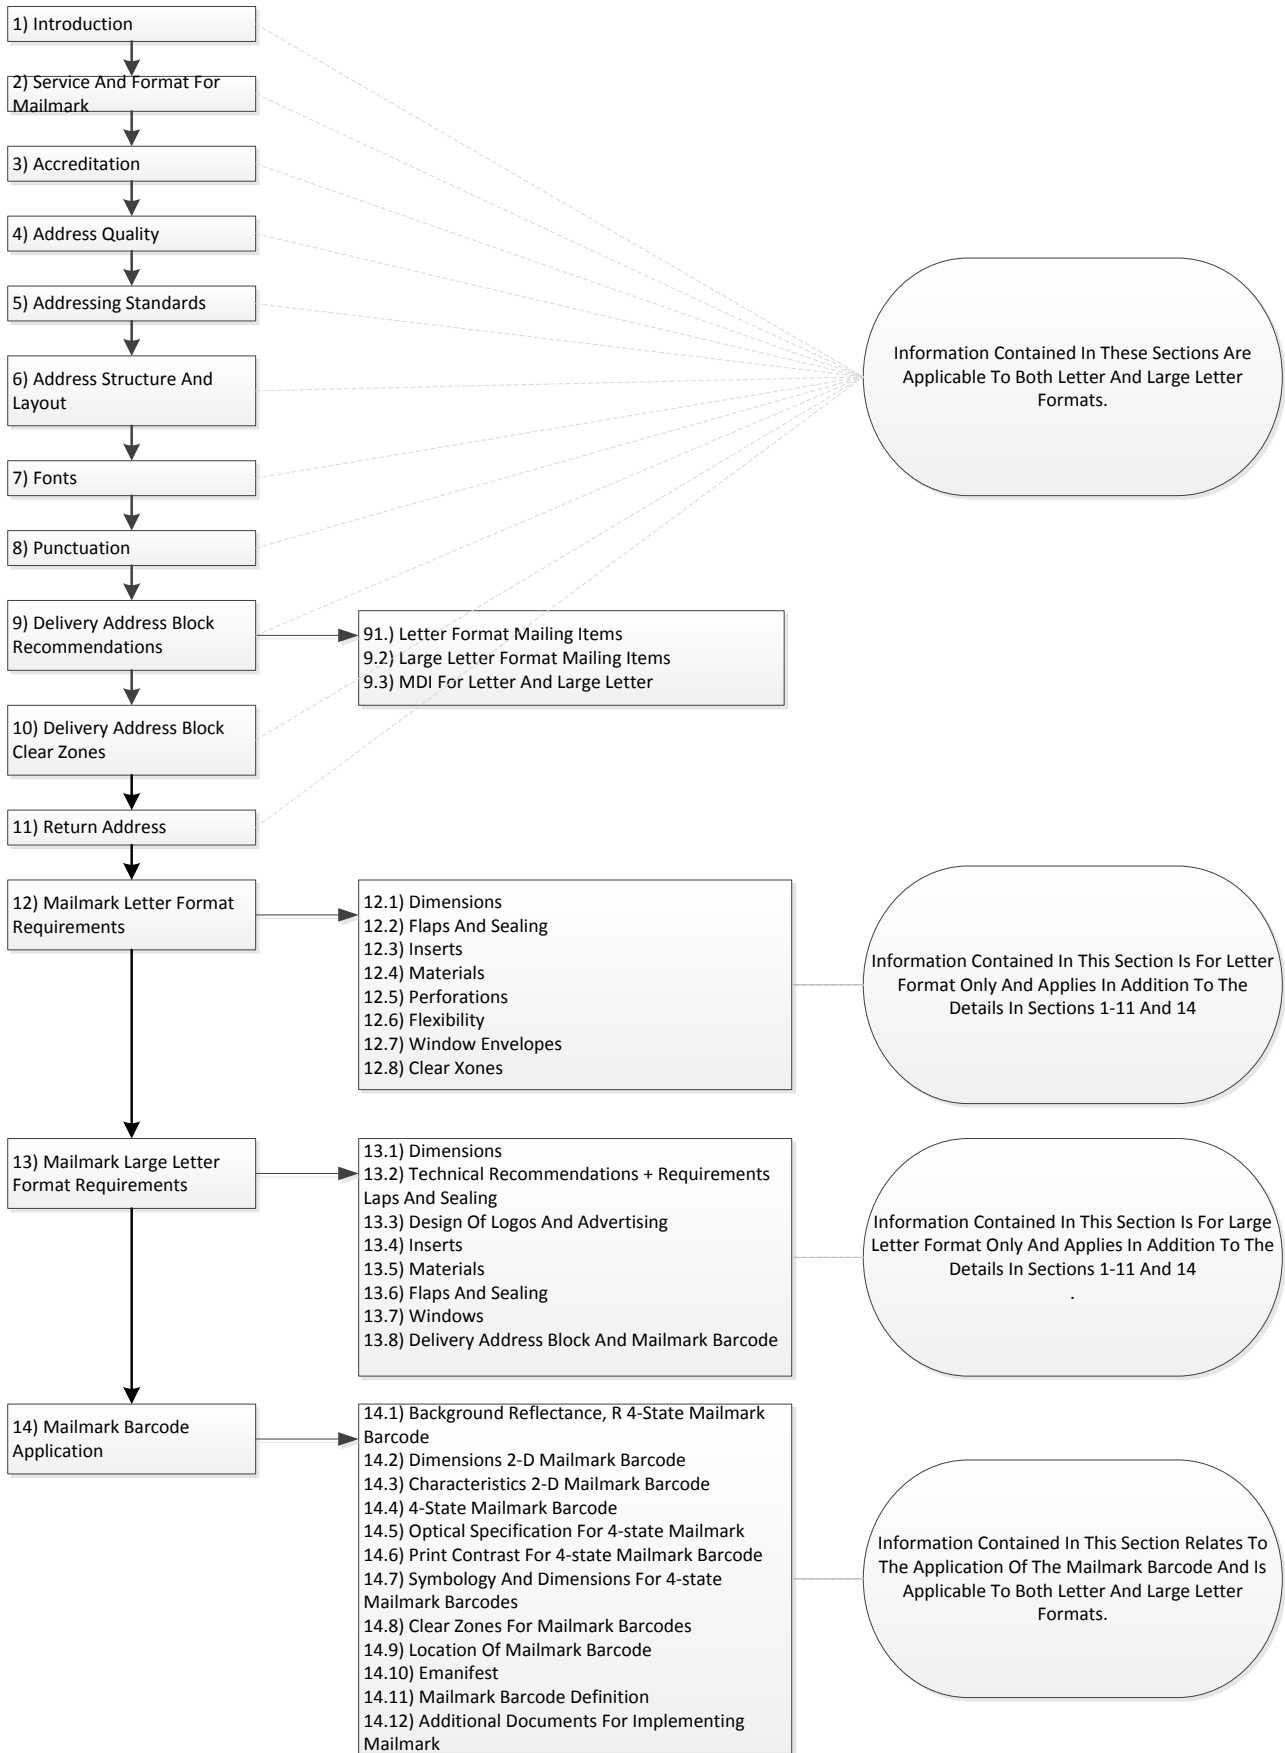 1) Introduction
2) Service And Format For
Mailmark
3) Accreditation
4) Address Quality
5) Addressing Standards
6) Address Structure And
Layout
7) Fonts
8) Punctuation
9) Delivery Address Block
Recommendations
10) Delivery Address Block
Clear Zones
11) Return Address
12) Mailmark Letter Format
Requirements
13) Mailmark Large Letter
Format Requirements
14) Mailmark Barcode
Application
91.) Letter Format Mailing Items
9.2) Large Letter Format Mailing Items
9.3) MDI For Letter And Large Letter
12.1) Dimensions
12.2) Flaps And Sealing
12.3) Inserts
12.4) Materials
12.5) Perforations
12.6) Flexibility
12.7) Window Envelopes
12.8) Clear Xones
13.1) Dimensions
13.2) Technical Recommendations + Requirements
Laps And Sealing
13.3) Design Of Logos And Advertising
13.4) Inserts
13.5) Materials
13.6) Flaps And Sealing
13.7) Windows
13.8) Delivery Address Block And Mailmark Barcode
14.1) Background Reflectance, R 4-State Mailmark
Barcode
14.2) Dimensions 2-D Mailmark Barcode
14.3) Characteristics 2-D Mailmark Barcode
14.4) 4-State Mailmark Barcode
14.5) Optical Specification For 4-state Mailmark
14.6) Print Contrast For 4-state Mailmark Barcode
14.7) Symbology And Dimensions For 4-state
Mailmark Barcodes
14.8) Clear Zones For Mailmark Barcodes
14.9) Location Of Mailmark Barcode
14.10) Emanifest
14.11) Mailmark Barcode Definition
14.12) Additional Documents For Implementing
Mailmark
Information Contained In These Sections Are
Applicable To Both Letter And Large Letter
Formats.
Information Contained In This Section Is For Letter
Format Only And Applies In Addition To The
Details In Sections 1-11 And 14
Information Contained In This Section Is For Large
Letter Format Only And Applies In Addition To The
Details In Sections 1-11 And 14
.
Information Contained In This Section Relates To
The Application Of The Mailmark Barcode And Is
Applicable To Both Letter And Large Letter
Formats.